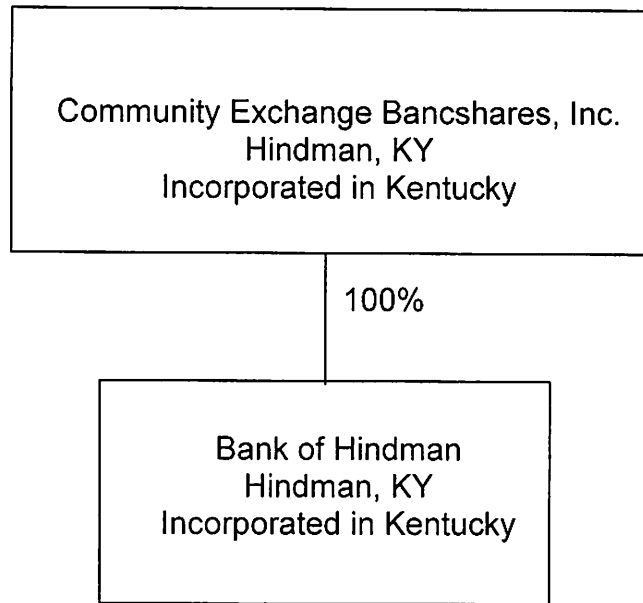 Community Exchange Bancshares, Inc.
Hindman, KY
Incorporated in Kentucky
100%
Bank of Hindman
Hindman, KY
Incorporated in Kentucky